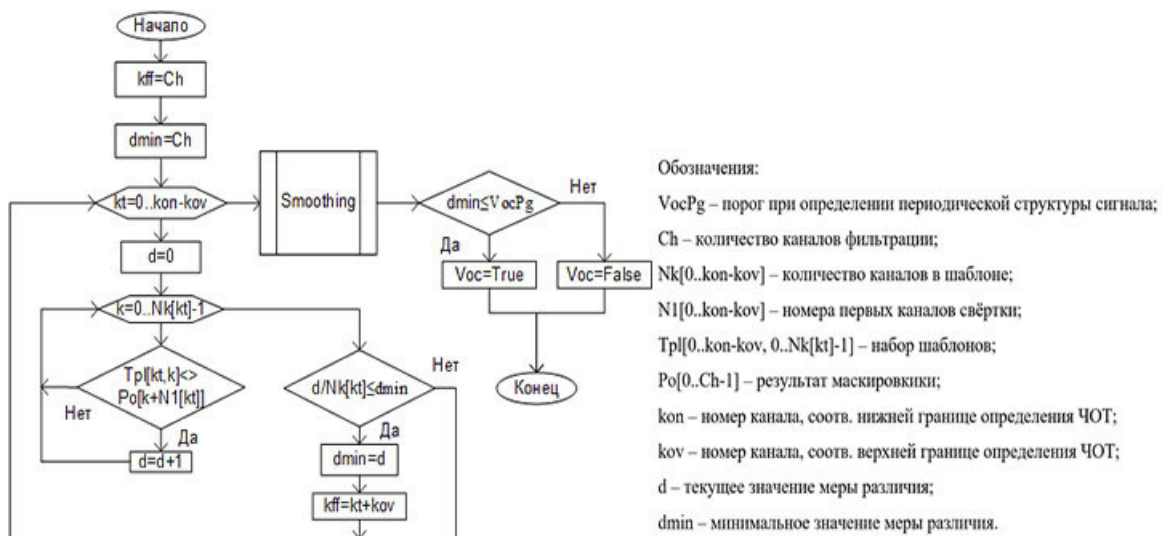 Начало
kff=Ch
dmin=Ch
kt=0..kon-kov
Smoothing
dmin≤VocPg
Нет
Да
Voc=True
Voc=False
Конец
d=0
k=0..Nk[kt]-1
Tpl[kt,k]<>
Po[k+N1[kt]]
Нет
Да
d=d+1
d/Nk[kt]≤dmin
Нет
Да
dmin=d
kff=kt+kov
Обозначения:
VocPg – порог при определении периодической структуры сигнала;
Ch – количество каналов фильтрации;
Nk[0..kon-kov] – количество каналов в шаблоне;
N1[0..kon-kov] – номера первых каналов свёртки;
Tpl[0..kon-kov, 0..Nk[kt]-1] – набор шаблонов;
Po[0..Ch-1] – результат маскировкики;
kon – номер канала, соотв. нижней границе определения ЧОТ;
kov – номер канала, соотв. верхней границе определения ЧОТ;
d – текущее значение меры различия;
dmin – минимальное значение меры различия.